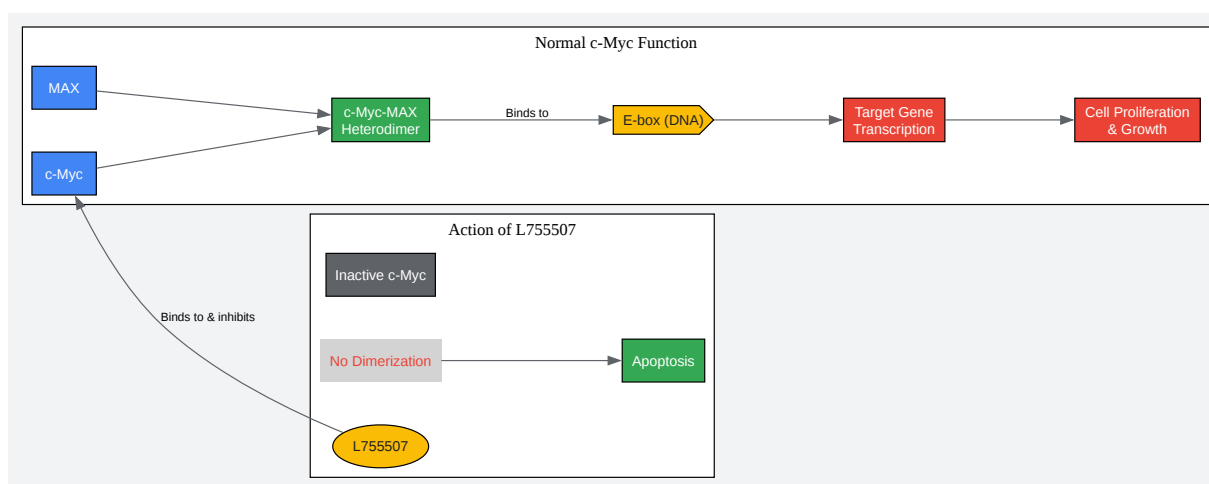 Normal c-Myc Function
MAX
c-Myc
c-Myc-MAX
Heterodimer
Binds to
E-box (DNA)
Target Gene
Transcription
Cell Proliferation
& Growth
Action of L755507
Inactive c-Myc
Binds to & inhibits
No Dimerization
Apoptosis
L755507